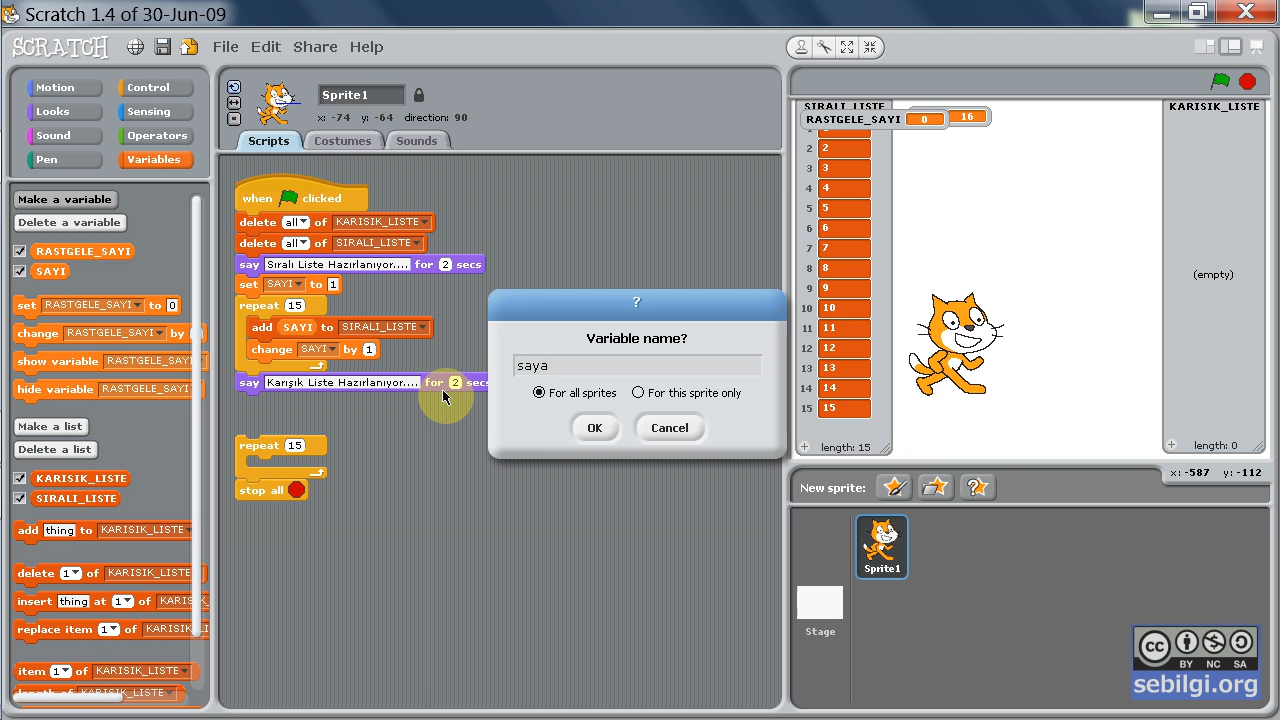 Scratch 1.4 of 30-Jun-09
SCRATCH File Edit Share Help
Motion Control
Looks Sensing
Sound Operators
Pen Variables
Make a variable
Delete a variable
RASTGELE_SAYI
SAYI
set RASTGELE_SAYI to 0
change RASTGELE_SAYI by
show variable RASTGELE_SAYI
hide variable RASTGELE_SAYI
Make a list
Delete a list
KARISIK_LISTE
SIRALI_LISTE
add thing to KARISIK_LISTE
delete 1 of KARISIK_LISTE
insert thing at 1 of KARISIK
replace item 1 of KARISIK_LI
item 1 of KARISIK_LISTE
length of KARISIK_LISTE
Sprite1
x: -74 y: -64 direction: 90
Scripts Costumes Sounds
when clicked
delete all of KARISIK_LISTE
delete all of SIRALI_LISTE
say Sıralı Liste Hazırlanıyor.... for 2 secs
set SAYI to 1
repeat 15
add SAYI to SIRALI_LISTE
change SAYI by 1
say Karışık Liste Hazırlanıyor.... for 2 secs
repeat 15
stop all
?
Variable name?
saya
For all sprites For this sprite only
OK Cancel
SIRALI_LISTE
RASTGELE_SAYI 0 16
KARISIK_LISTE
2 2
3 3
4 4
5 5
6 6
7 7
8 8
9 9
10 10
11 11
12 12
13 13
14 14
15 15
length: 15
(empty)
length: 0
x: -587 y: -112
New sprite:
Sprite1
Stage
cc
BY NC SA
sebilgi.org